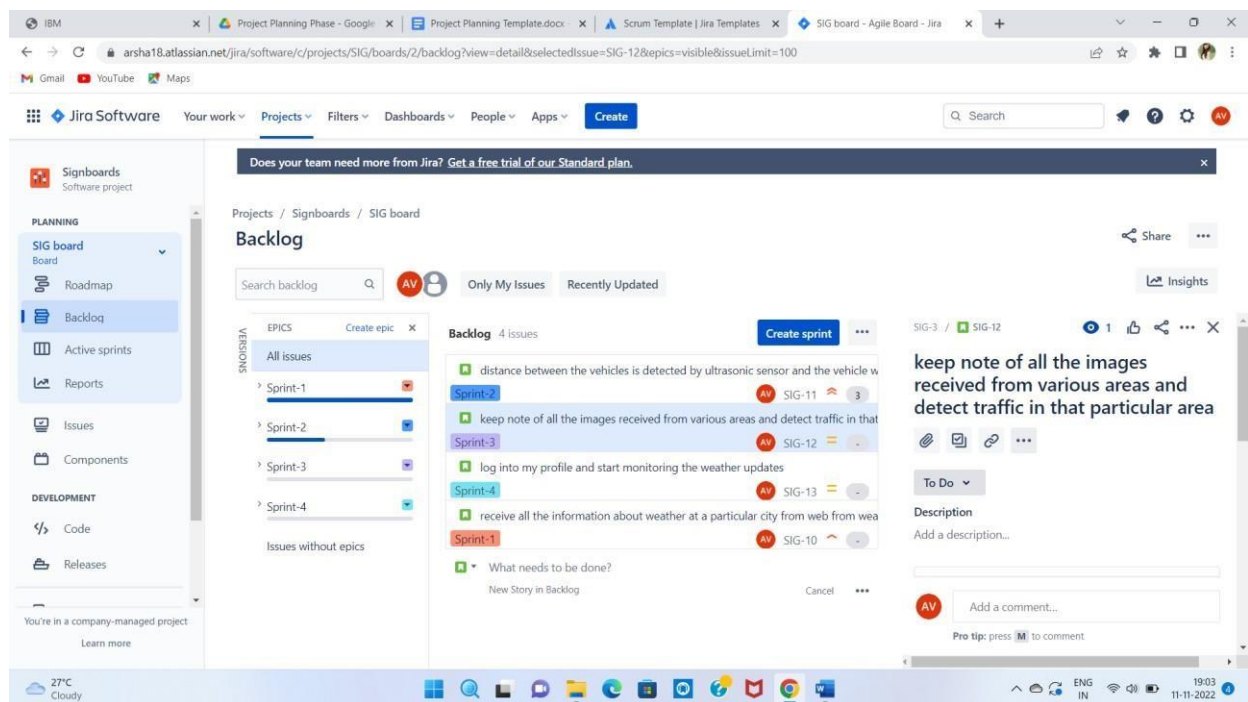 IBM
Project Planning Phase - Google
Project Planning Template.docx
Scrum Template | Jira Templates
SIG board - Agile Board - Jira
arsha18.atlassian.net/jira/software/c/projects/SIG/boards/2/backlog?view=detail&selectedIssue=SIG-12&epics=visible&issueLimit=100
Gmail YouTube Maps
Jira Software Your work Projects Filters Dashboards People Apps Create Search AV
Does your team need more from Jira? Get a free trial of our Standard plan.
Signboards
Software project
PLANNING
SIG board
Board
Roadmap
Backlog
Active sprints
Reports
Issues
Components
DEVELOPMENT
Code
Releases
You're in a company-managed project
Learn more
Projects / Signboards / SIG board
Backlog
Share
Search backlog AV Only My Issues Recently Updated
Insights
VERSIONS
EPICS Create epic
All issues
Sprint-1
Sprint-2
Sprint-3
Sprint-4
Issues without epics
Backlog 4 issues Create sprint
distance between the vehicles is detected by ultrasonic sensor and the vehicle w
Sprint-2 AV SIG-11 3
keep note of all the images received from various areas and detect traffic in that
Sprint-3 AV SIG-12 -
log into my profile and start monitoring the weather updates
Sprint-4 AV SIG-13 -
receive all the information about weather at a particular city from web from wea
Sprint-1 AV SIG-10 -
What needs to be done?
New Story in Backlog Cancel
SIG-3 / SIG-12 1
keep note of all the images
received from various areas and
detect traffic in that particular area
To Do
Description
Add a description...
AV Add a comment...
Pro tip: press M to comment
27°C
Cloudy
ENG
IN
19:03
11-11-2022
4